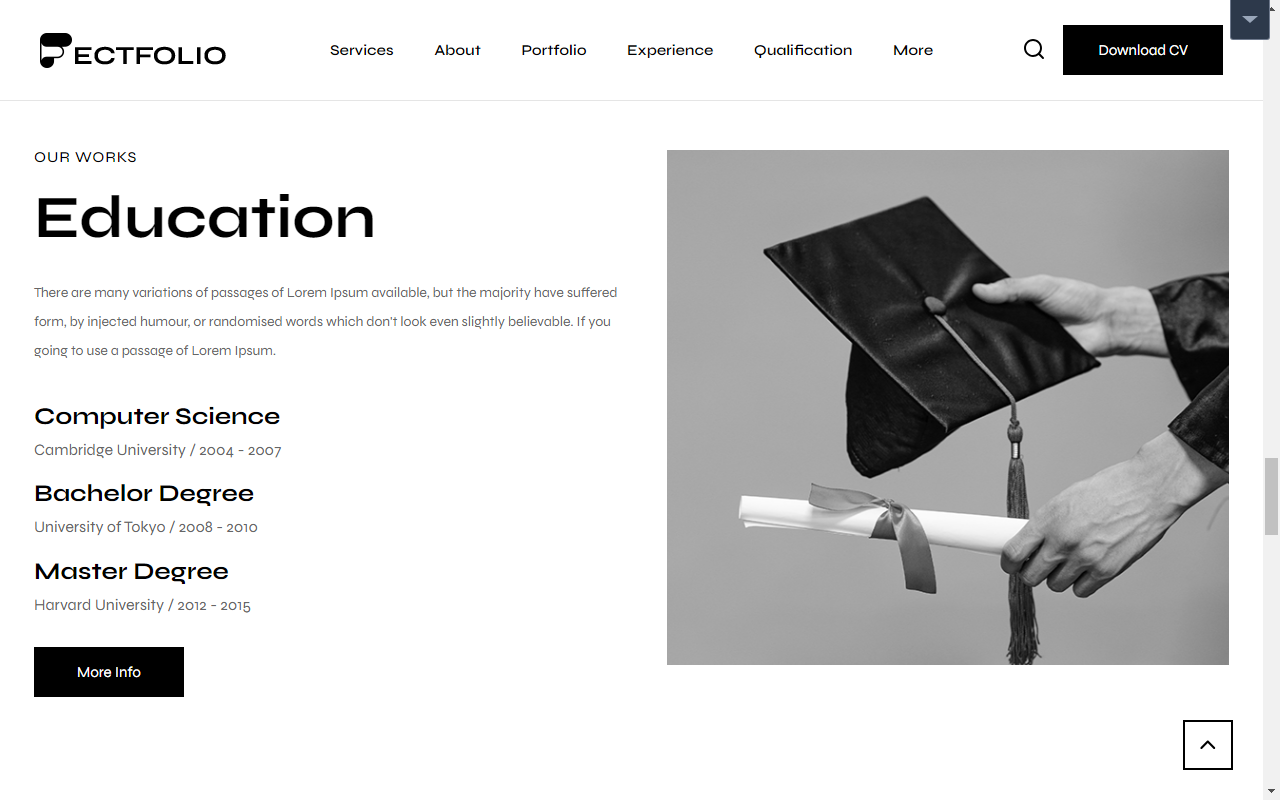 PECTFOLIO
Services About Portfolio Experience Qualification More
Download CV
OUR WORKS
Education
There are many variations of passages of Lorem Ipsum available, but the majority have suffered
form, by injected humour, or randomised words which don't look even slightly believable. If you
going to use a passage of Lorem Ipsum.
Computer Science
Cambridge University / 2004 - 2007
Bachelor Degree
University of Tokyo / 2008 - 2010
Master Degree
Harvard University / 2012 - 2015
More Info